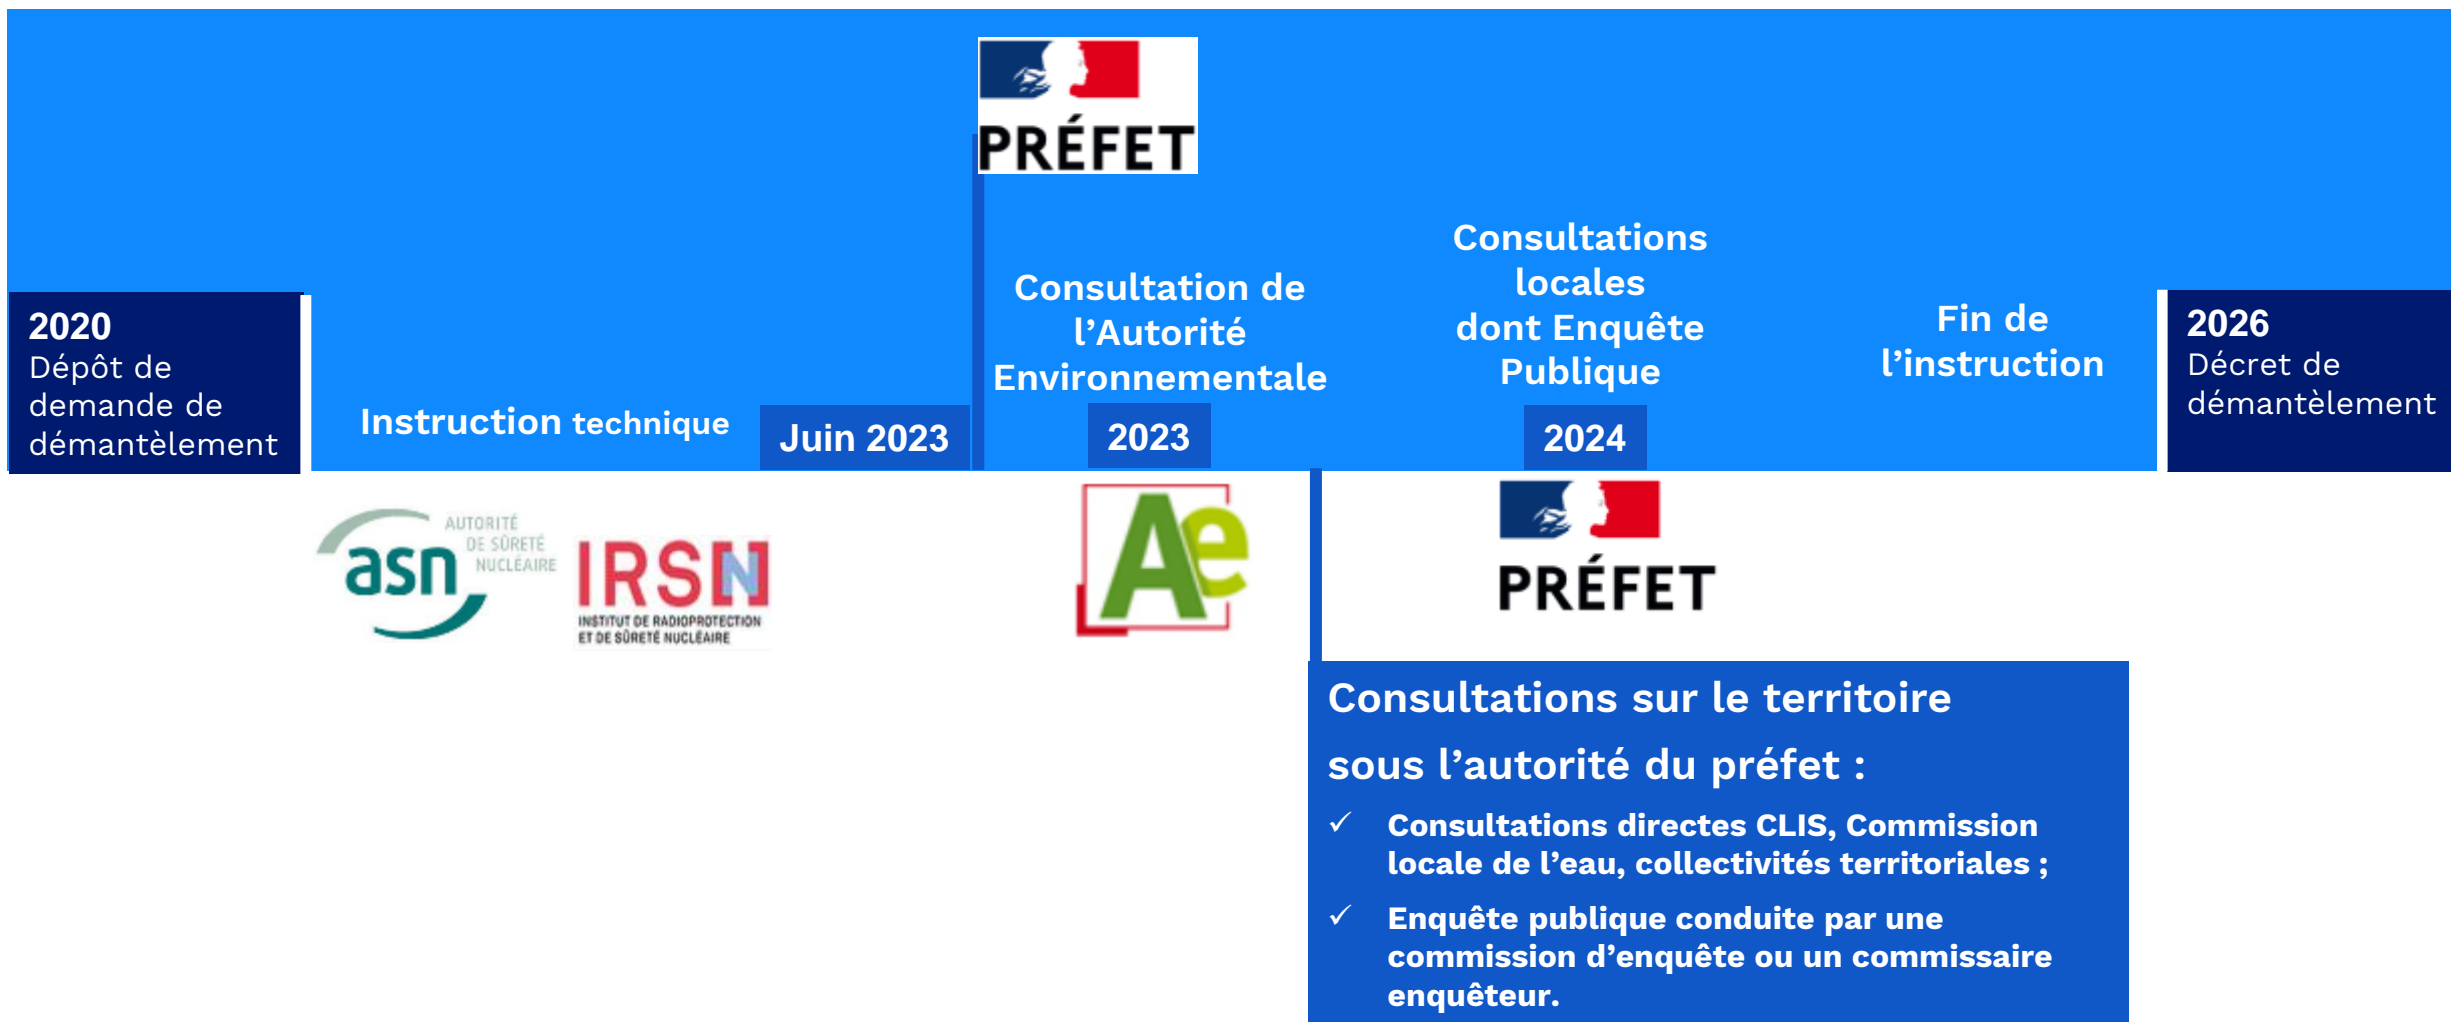 PRÉFET
2020
Dépôt de
demande de
démantèlement
Instruction technique
Juin 2023
Consultation de
l’Autorité
Environnementale
2023
Consultations
locales
dont Enquête
Publique
2024
Fin de
l’instruction
2026
Décret de
démantèlement
asn
AUTORITÉ
DE SÛRETÉ
NUCLÉAIRE
IRSN
INSTITUT DE RADIOPROTECTION
ET DE SÛRETÉ NUCLÉAIRE
Ae
PRÉFET
Consultations sur le territoire
sous l’autorité du préfet :
✓ Consultations directes CLIS, Commission
locale de l’eau, collectivités territoriales ;
✓ Enquête publique conduite par une
commission d’enquête ou un commissaire
enquêteur.